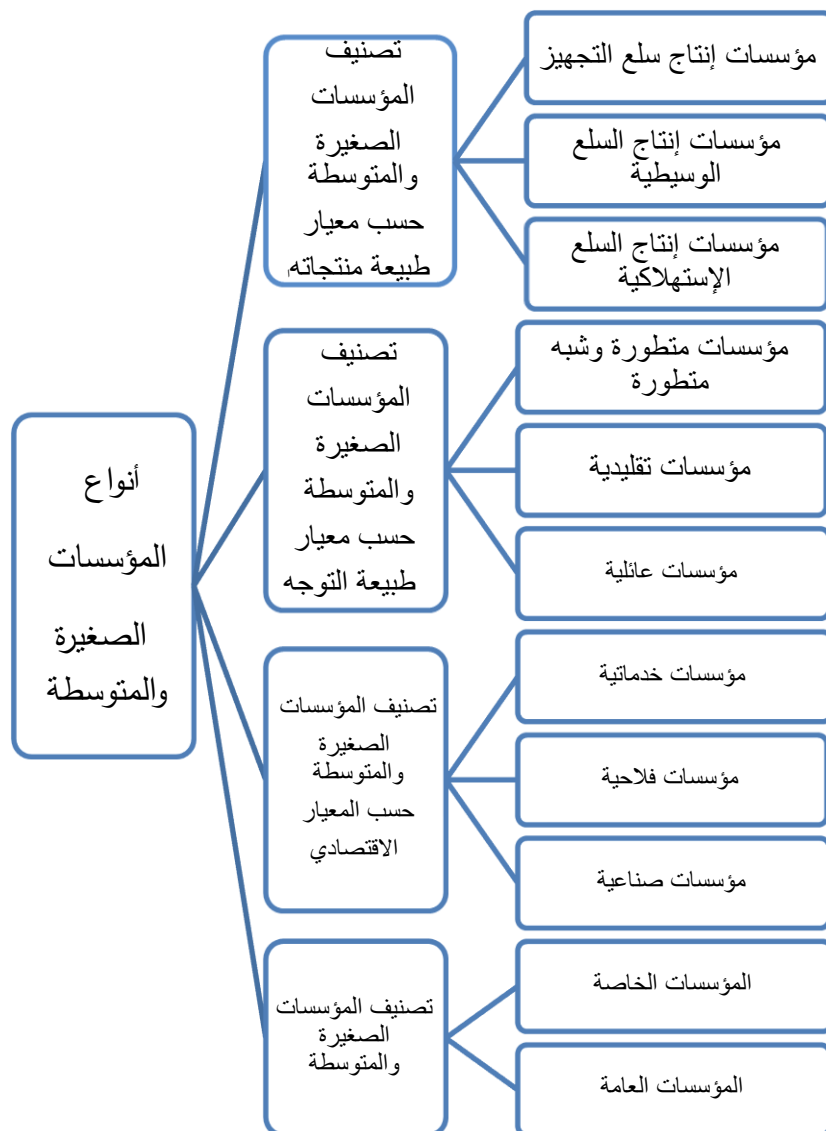 أنواع
المؤسسات
الصغيرة
والمتوسطة
تصنيف
المؤسسات
الصغيرة
والمتوسطة
حسب معيار
طبيعة منتجاته
مؤسسات إنتاج سلع التجهيز
مؤسسات إنتاج السلع
الوسيطية
مؤسسات إنتاج السلع
الإستهلاكية
تصنيف
المؤسسات
الصغيرة
والمتوسطة
حسب معيار
طبيعة التوجه
مؤسسات متطورة وشبه
متطورة
مؤسسات تقليدية
مؤسسات عائلية
تصنيف المؤسسات
الصغيرة
والمتوسطة
حسب المعيار
الاقتصادي
مؤسسات خدماتية
مؤسسات فلاحية
مؤسسات صناعية
تصنيف المؤسسات
الصغيرة
والمتوسطة
المؤسسات الخاصة
المؤسسات العامة